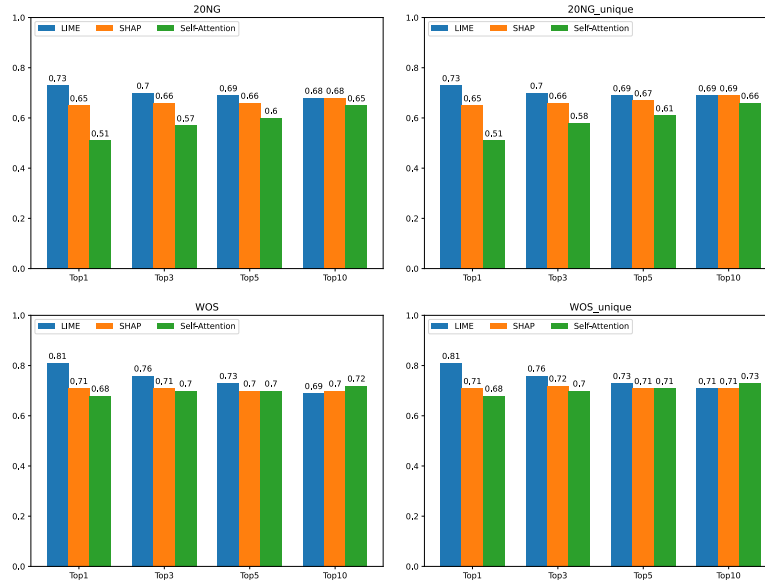 20NG
LIME SHAP Self-Attention
1.0
0.8
0.6
0.4
0.2
0.0
0.73 0.65 0.51
0.7 0.66 0.57
0.69 0.66 0.6
0.68 0.68 0.65
Top1 Top3 Top5 Top10
20NG_unique
LIME SHAP Self-Attention
1.0
0.8
0.6
0.4
0.2
0.0
0.73 0.65 0.51
0.7 0.66 0.58
0.69 0.67 0.61
0.69 0.69 0.66
Top1 Top3 Top5 Top10
WOS
LIME SHAP Self-Attention
1.0
0.8
0.6
0.4
0.2
0.0
0.81 0.71 0.68
0.76 0.71 0.7
0.73 0.7 0.7
0.69 0.7 0.72
Top1 Top3 Top5 Top10
WOS_unique
LIME SHAP Self-Attention
1.0
0.8
0.6
0.4
0.2
0.0
0.81 0.71 0.68
0.76 0.72 0.7
0.73 0.71 0.71
0.71 0.71 0.73
Top1 Top3 Top5 Top10